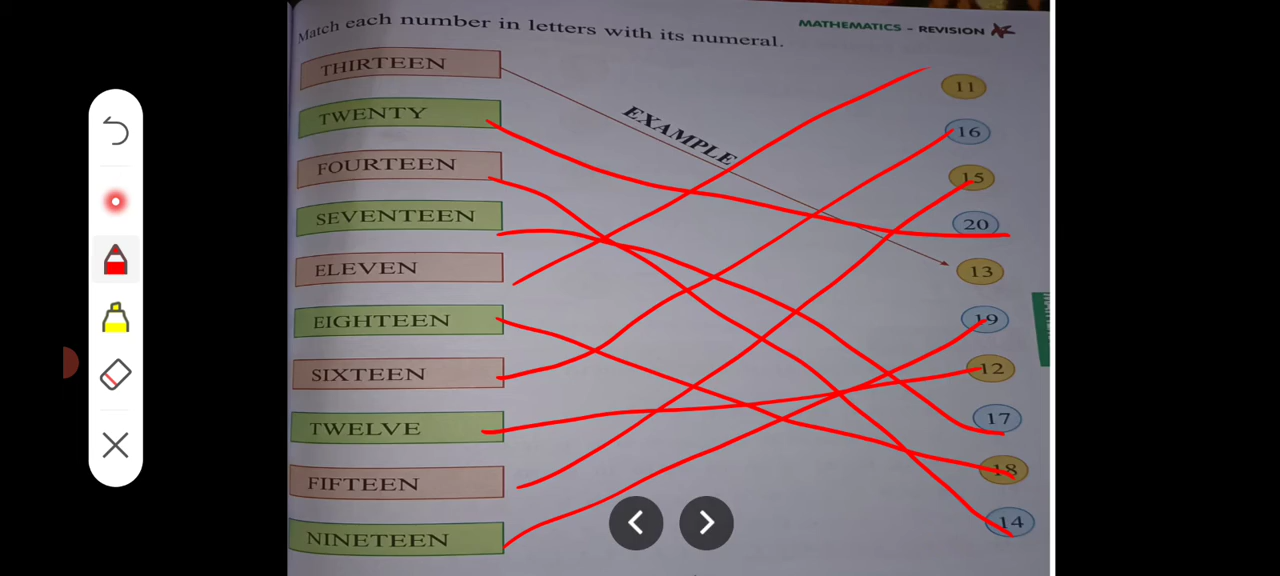 Match each number in letters with its numeral.
MATHEMATICS - REVISION
THIRTEEN
TWENTY
FOURTEEN
SEVENTEEN
ELEVEN
EIGHTEEN
SIXTEEN
TWELVE
FIFTEEN
NINETEEN
EXAMPLE
11
16
15
20
13
19
12
17
18
14